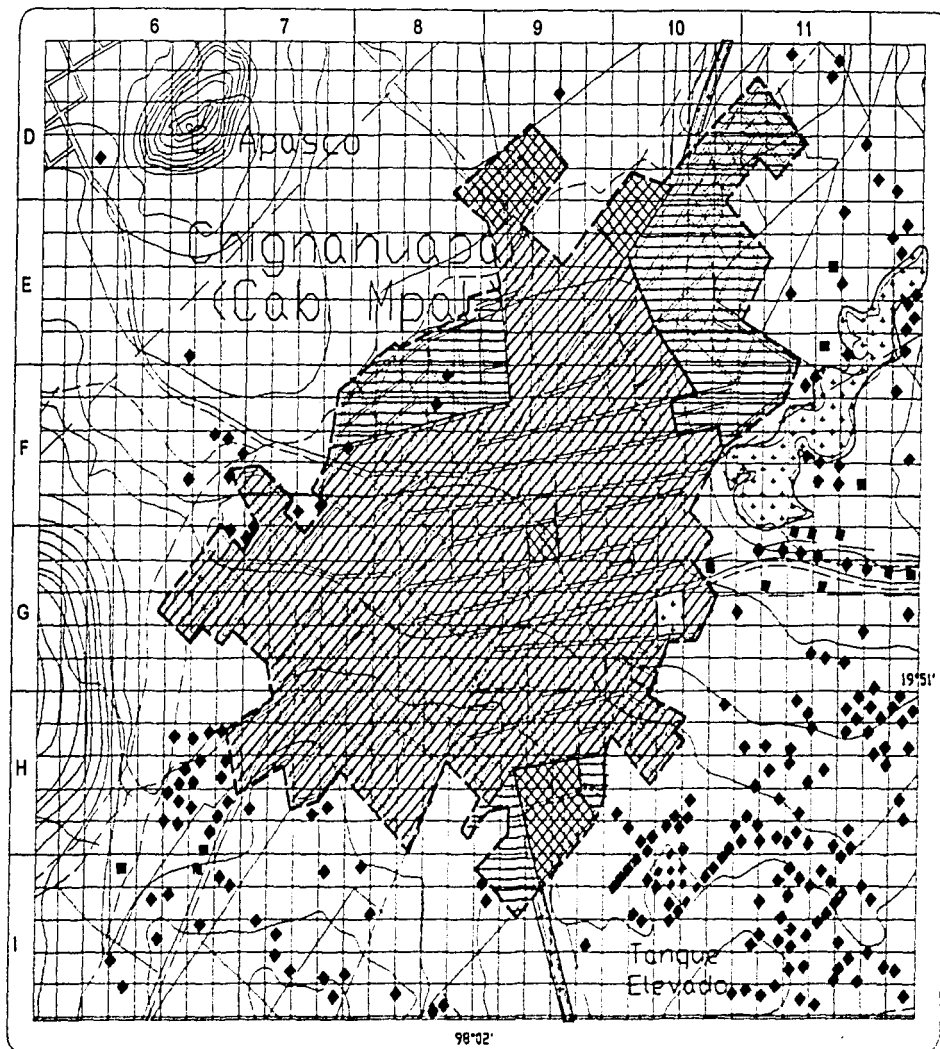 6 7 8 9 10 11
D
C. Apasco
Chignahuapan
E
(Cab. Mpal.)
F
G
19°51'
H
I
Tanque
Elevado
98°02'